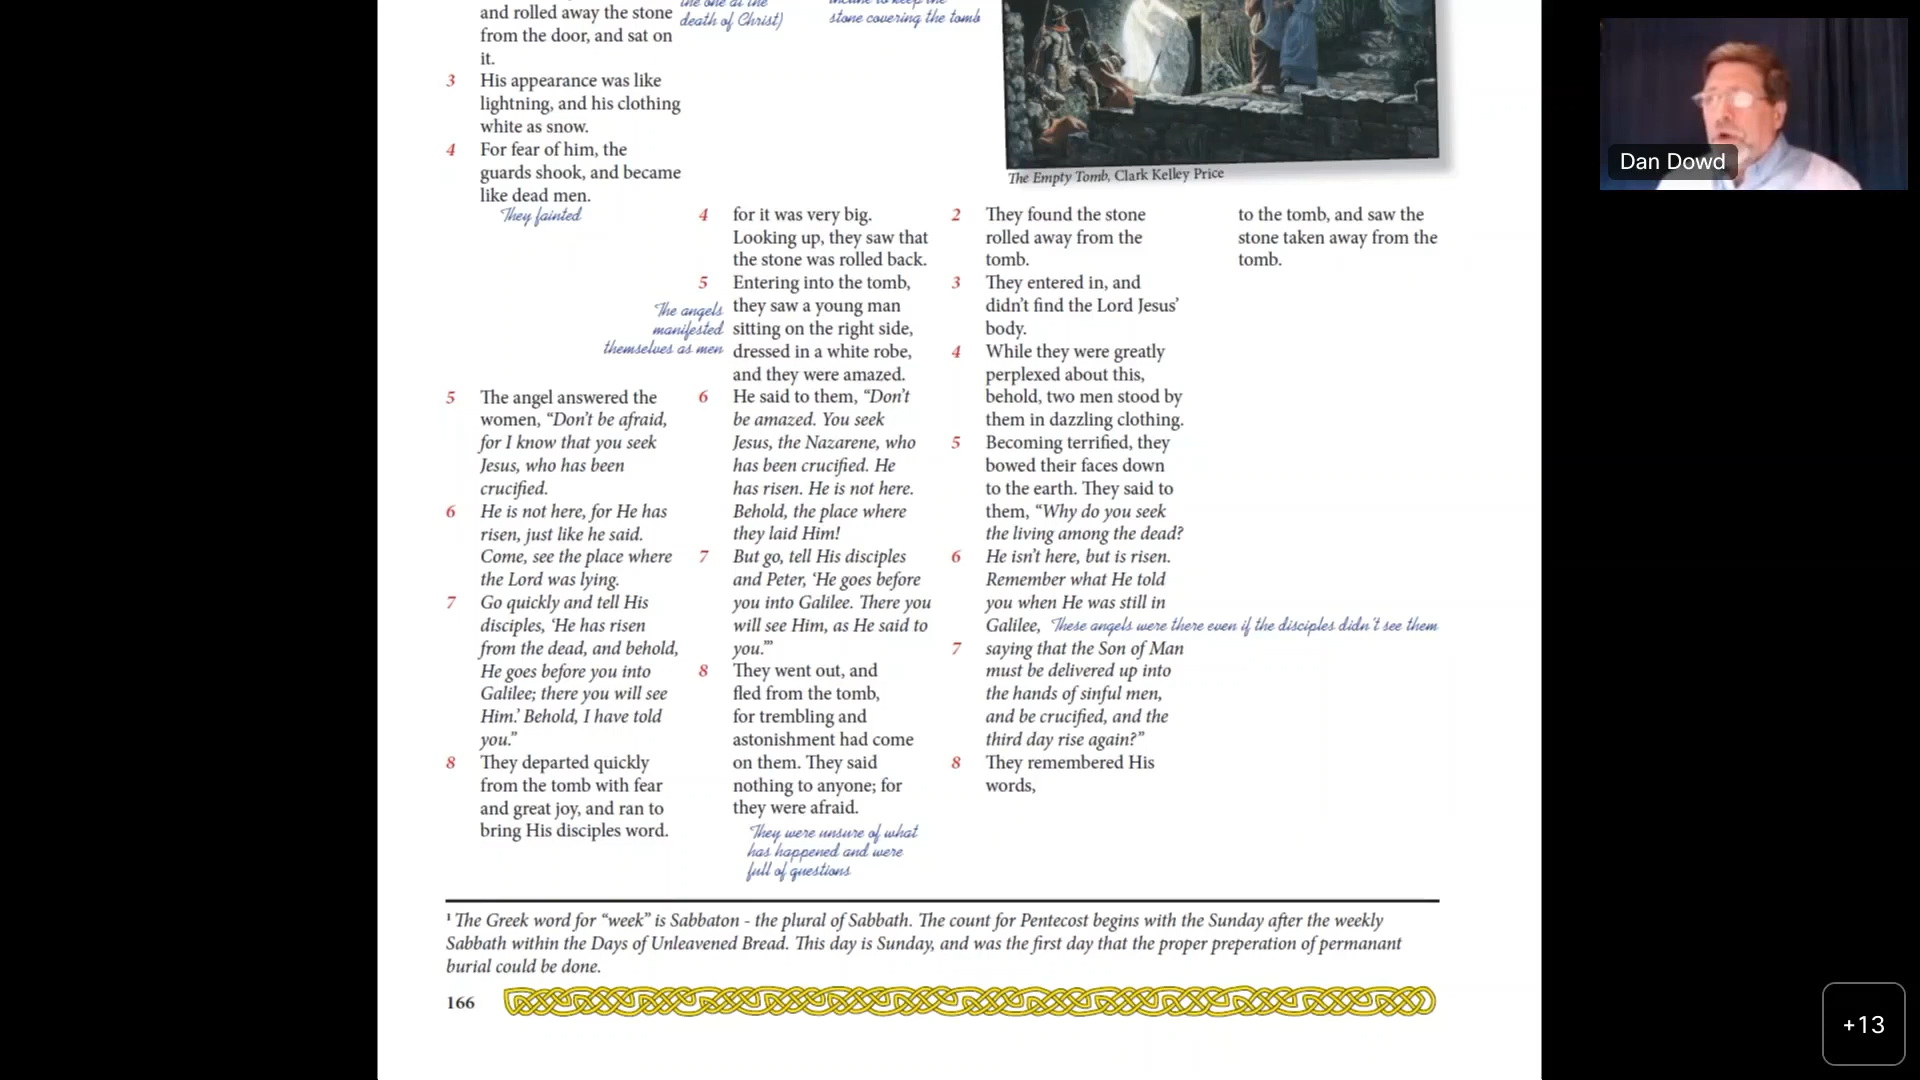 and rolled away the stone
from the door, and sat on
it.
3 His appearance was like
lightning, and his clothing
white as snow.
4 For fear of him, the
guards shook, and became
like dead men.
They fainted
5 The angel answered the
women, “Don’t be afraid,
for I know that you seek
Jesus, who has been
crucified.
6 He is not here, for He has
risen, just like he said.
Come, see the place where
the Lord was lying.
7 Go quickly and tell His
disciples, ‘He has risen
from the dead, and behold,
He goes before you into
Galilee; there you will see
Him.’ Behold, I have told
you.”
8 They departed quickly
from the tomb with fear
and great joy, and ran to
bring His disciples word.
the one at the
death of Christ)
stone covering the tomb
4 for it was very big.
Looking up, they saw that
the stone was rolled back.
5 Entering into the tomb,
they saw a young man
sitting on the right side,
dressed in a white robe,
and they were amazed.
The angels
manifested
themselves as men
6 He said to them, “Don’t
be amazed. You seek
Jesus, the Nazarene, who
has been crucified. He
has risen. He is not here.
Behold, the place where
they laid Him!
7 But go, tell His disciples
and Peter, ‘He goes before
you into Galilee. There you
will see Him, as He said to
you.’”
8 They went out, and
fled from the tomb,
for trembling and
astonishment had come
on them. They said
nothing to anyone; for
they were afraid.
They were unsure of what
has happened and were
full of questions
The Empty Tomb, Clark Kelley Price
2 They found the stone
rolled away from the
tomb.
3 They entered in, and
didn’t find the Lord Jesus’
body.
4 While they were greatly
perplexed about this,
behold, two men stood by
them in dazzling clothing.
5 Becoming terrified, they
bowed their faces down
to the earth. They said to
them, “Why do you seek
the living among the dead?
6 He isn’t here, but is risen.
Remember what He told
you when He was still in
Galilee, These angels were there even if the disciples didn’t see them
7 saying that the Son of Man
must be delivered up into
the hands of sinful men,
and be crucified, and the
third day rise again?”
8 They remembered His
words,
to the tomb, and saw the
stone taken away from the
tomb.
¹ The Greek word for “week” is Sabbaton - the plural of Sabbath. The count for Pentecost begins with the Sunday after the weekly
Sabbath within the Days of Unleavened Bread. This day is Sunday, and was the first day that the proper preperation of permanant
burial could be done.
166
Dan Dowd
+13